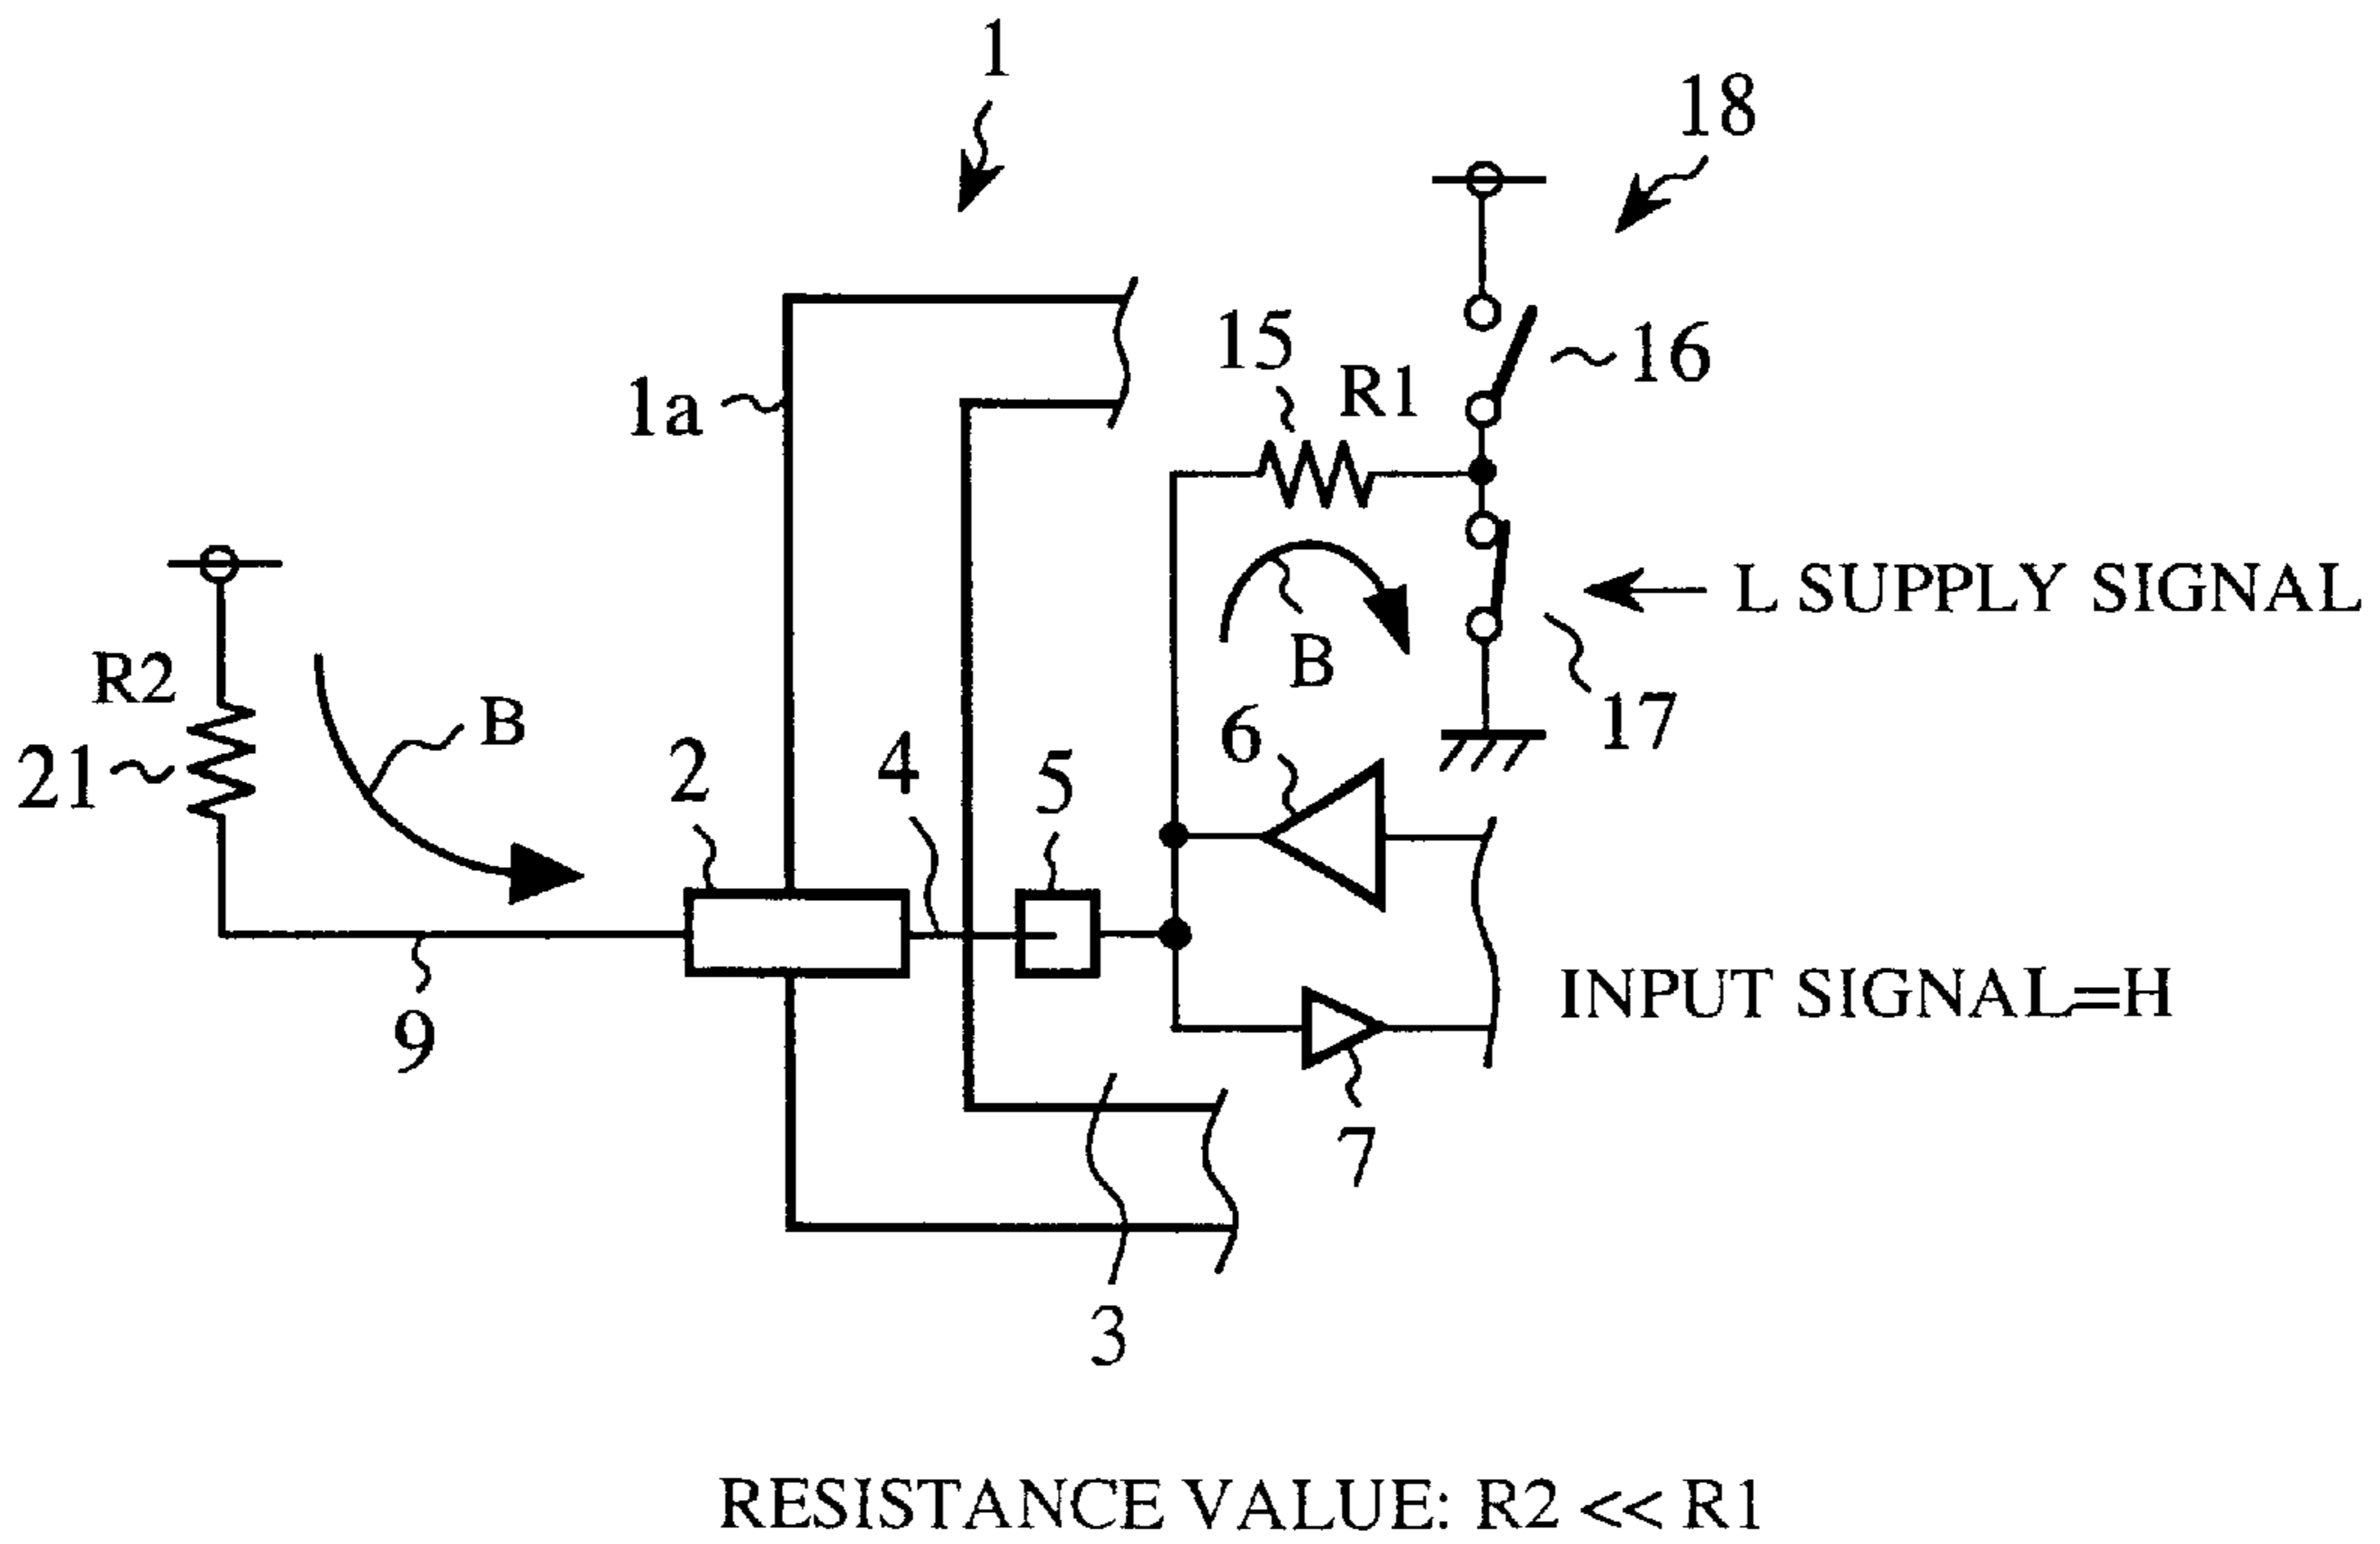 1
18
15
R1
16
1a
L SUPPLY SIGNAL
B
R2
B
17
21
2
4
5
6
INPUT SIGNAL=H
9
7
3
RESISTANCE VALUE: R2 << R1